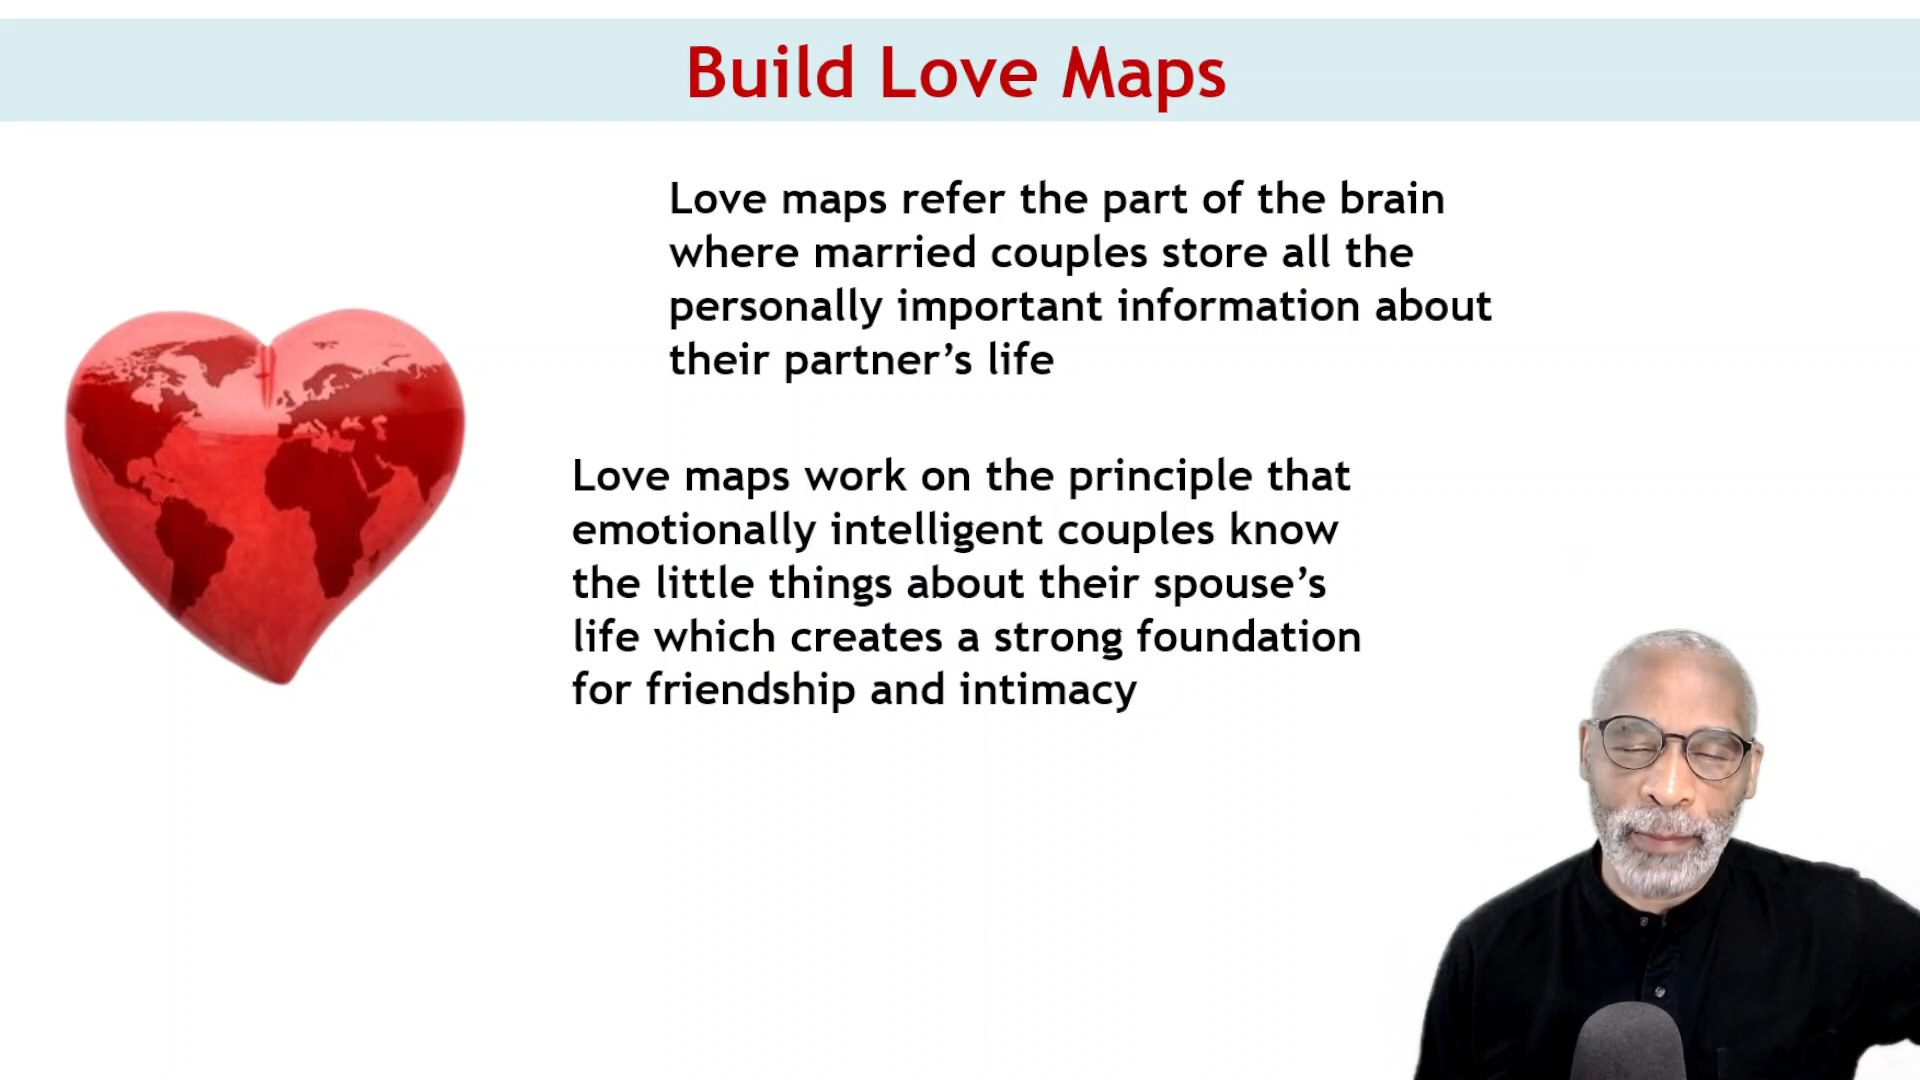 Build Love Maps
Love maps refer the part of the brain
where married couples store all the
personally important information about
their partner’s life
Love maps work on the principle that
emotionally intelligent couples know
the little things about their spouse’s
life which creates a strong foundation
for friendship and intimacy